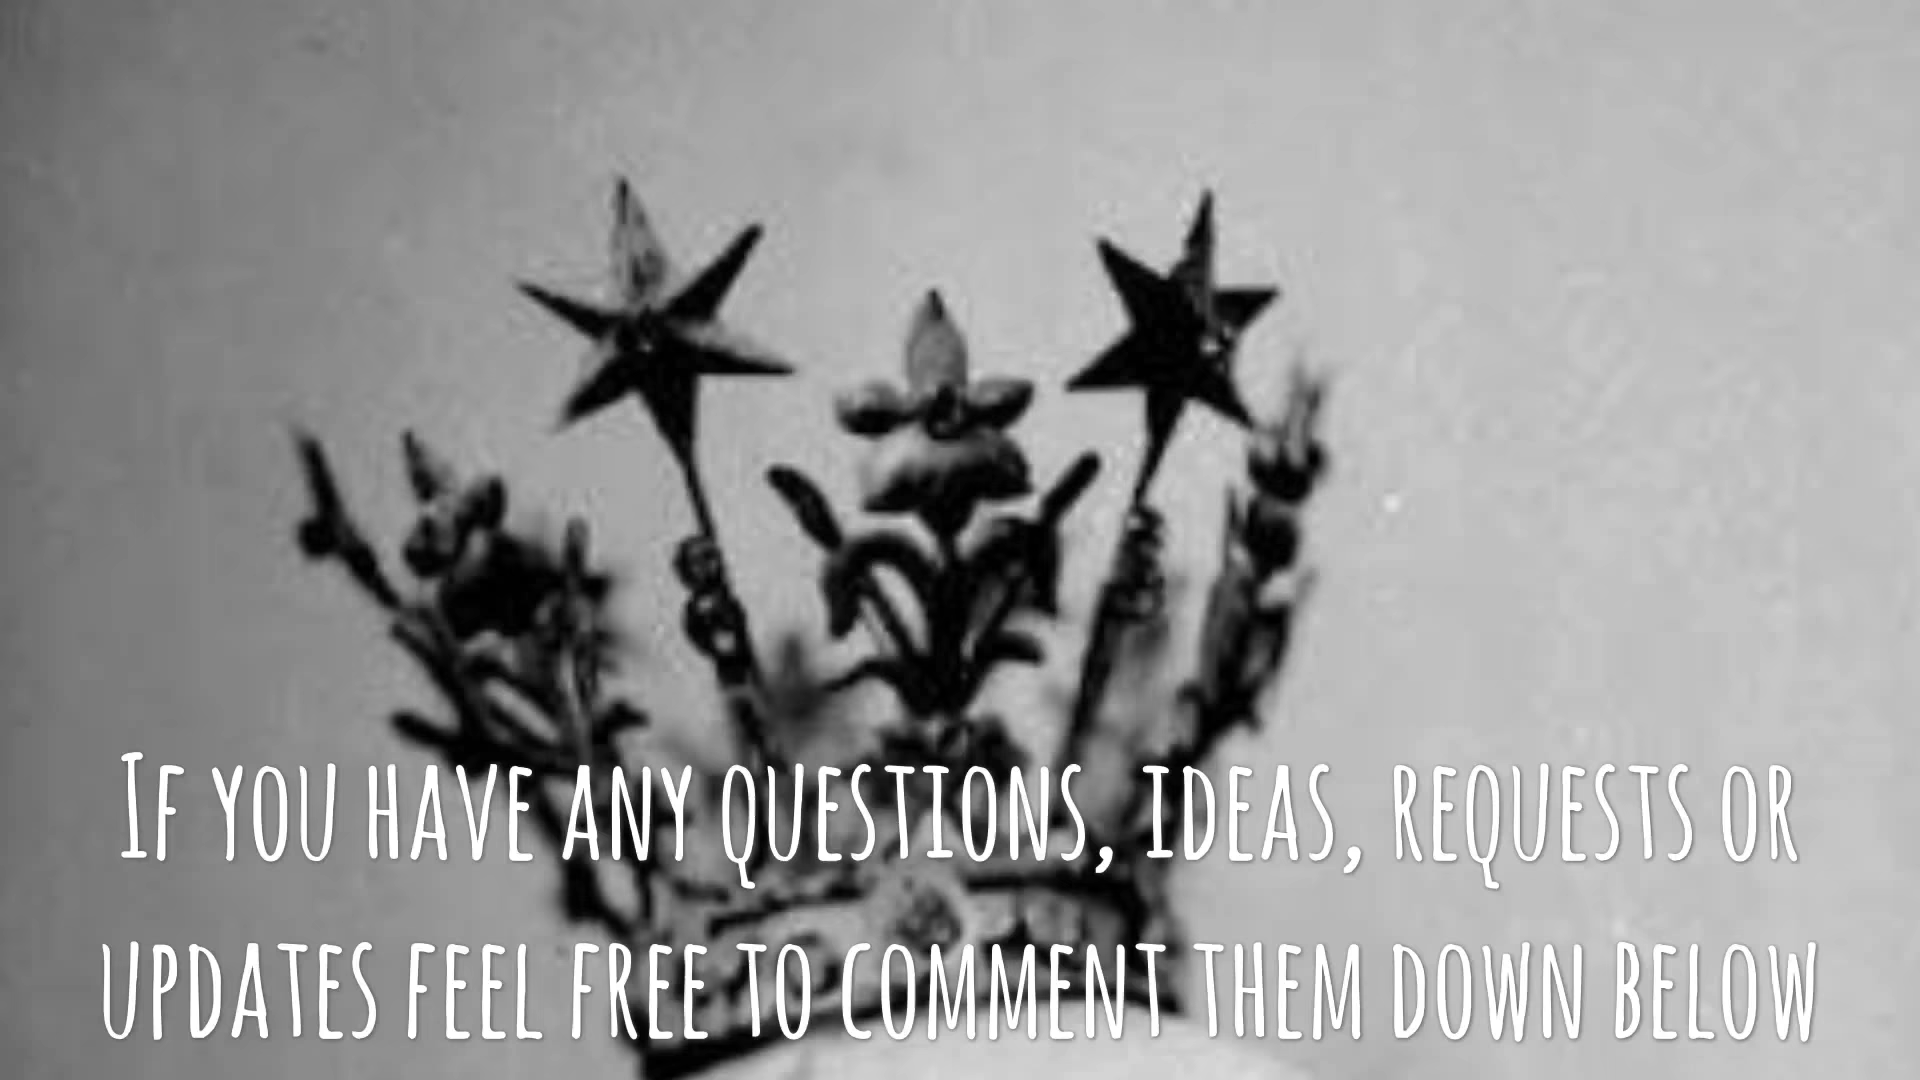 If you have any questions, ideas, requests or
updates feel free to comment them down below